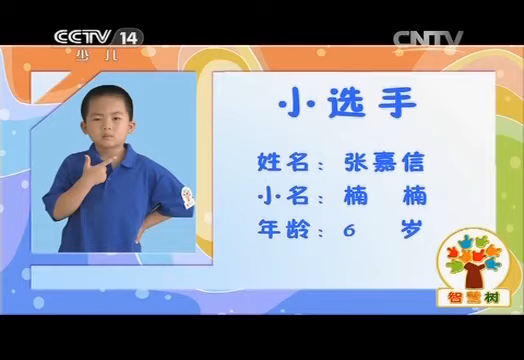 CCTV 14
少儿
CNTV
小选手
姓名：张嘉信
小名：楠 楠
年龄：6 岁
智慧树